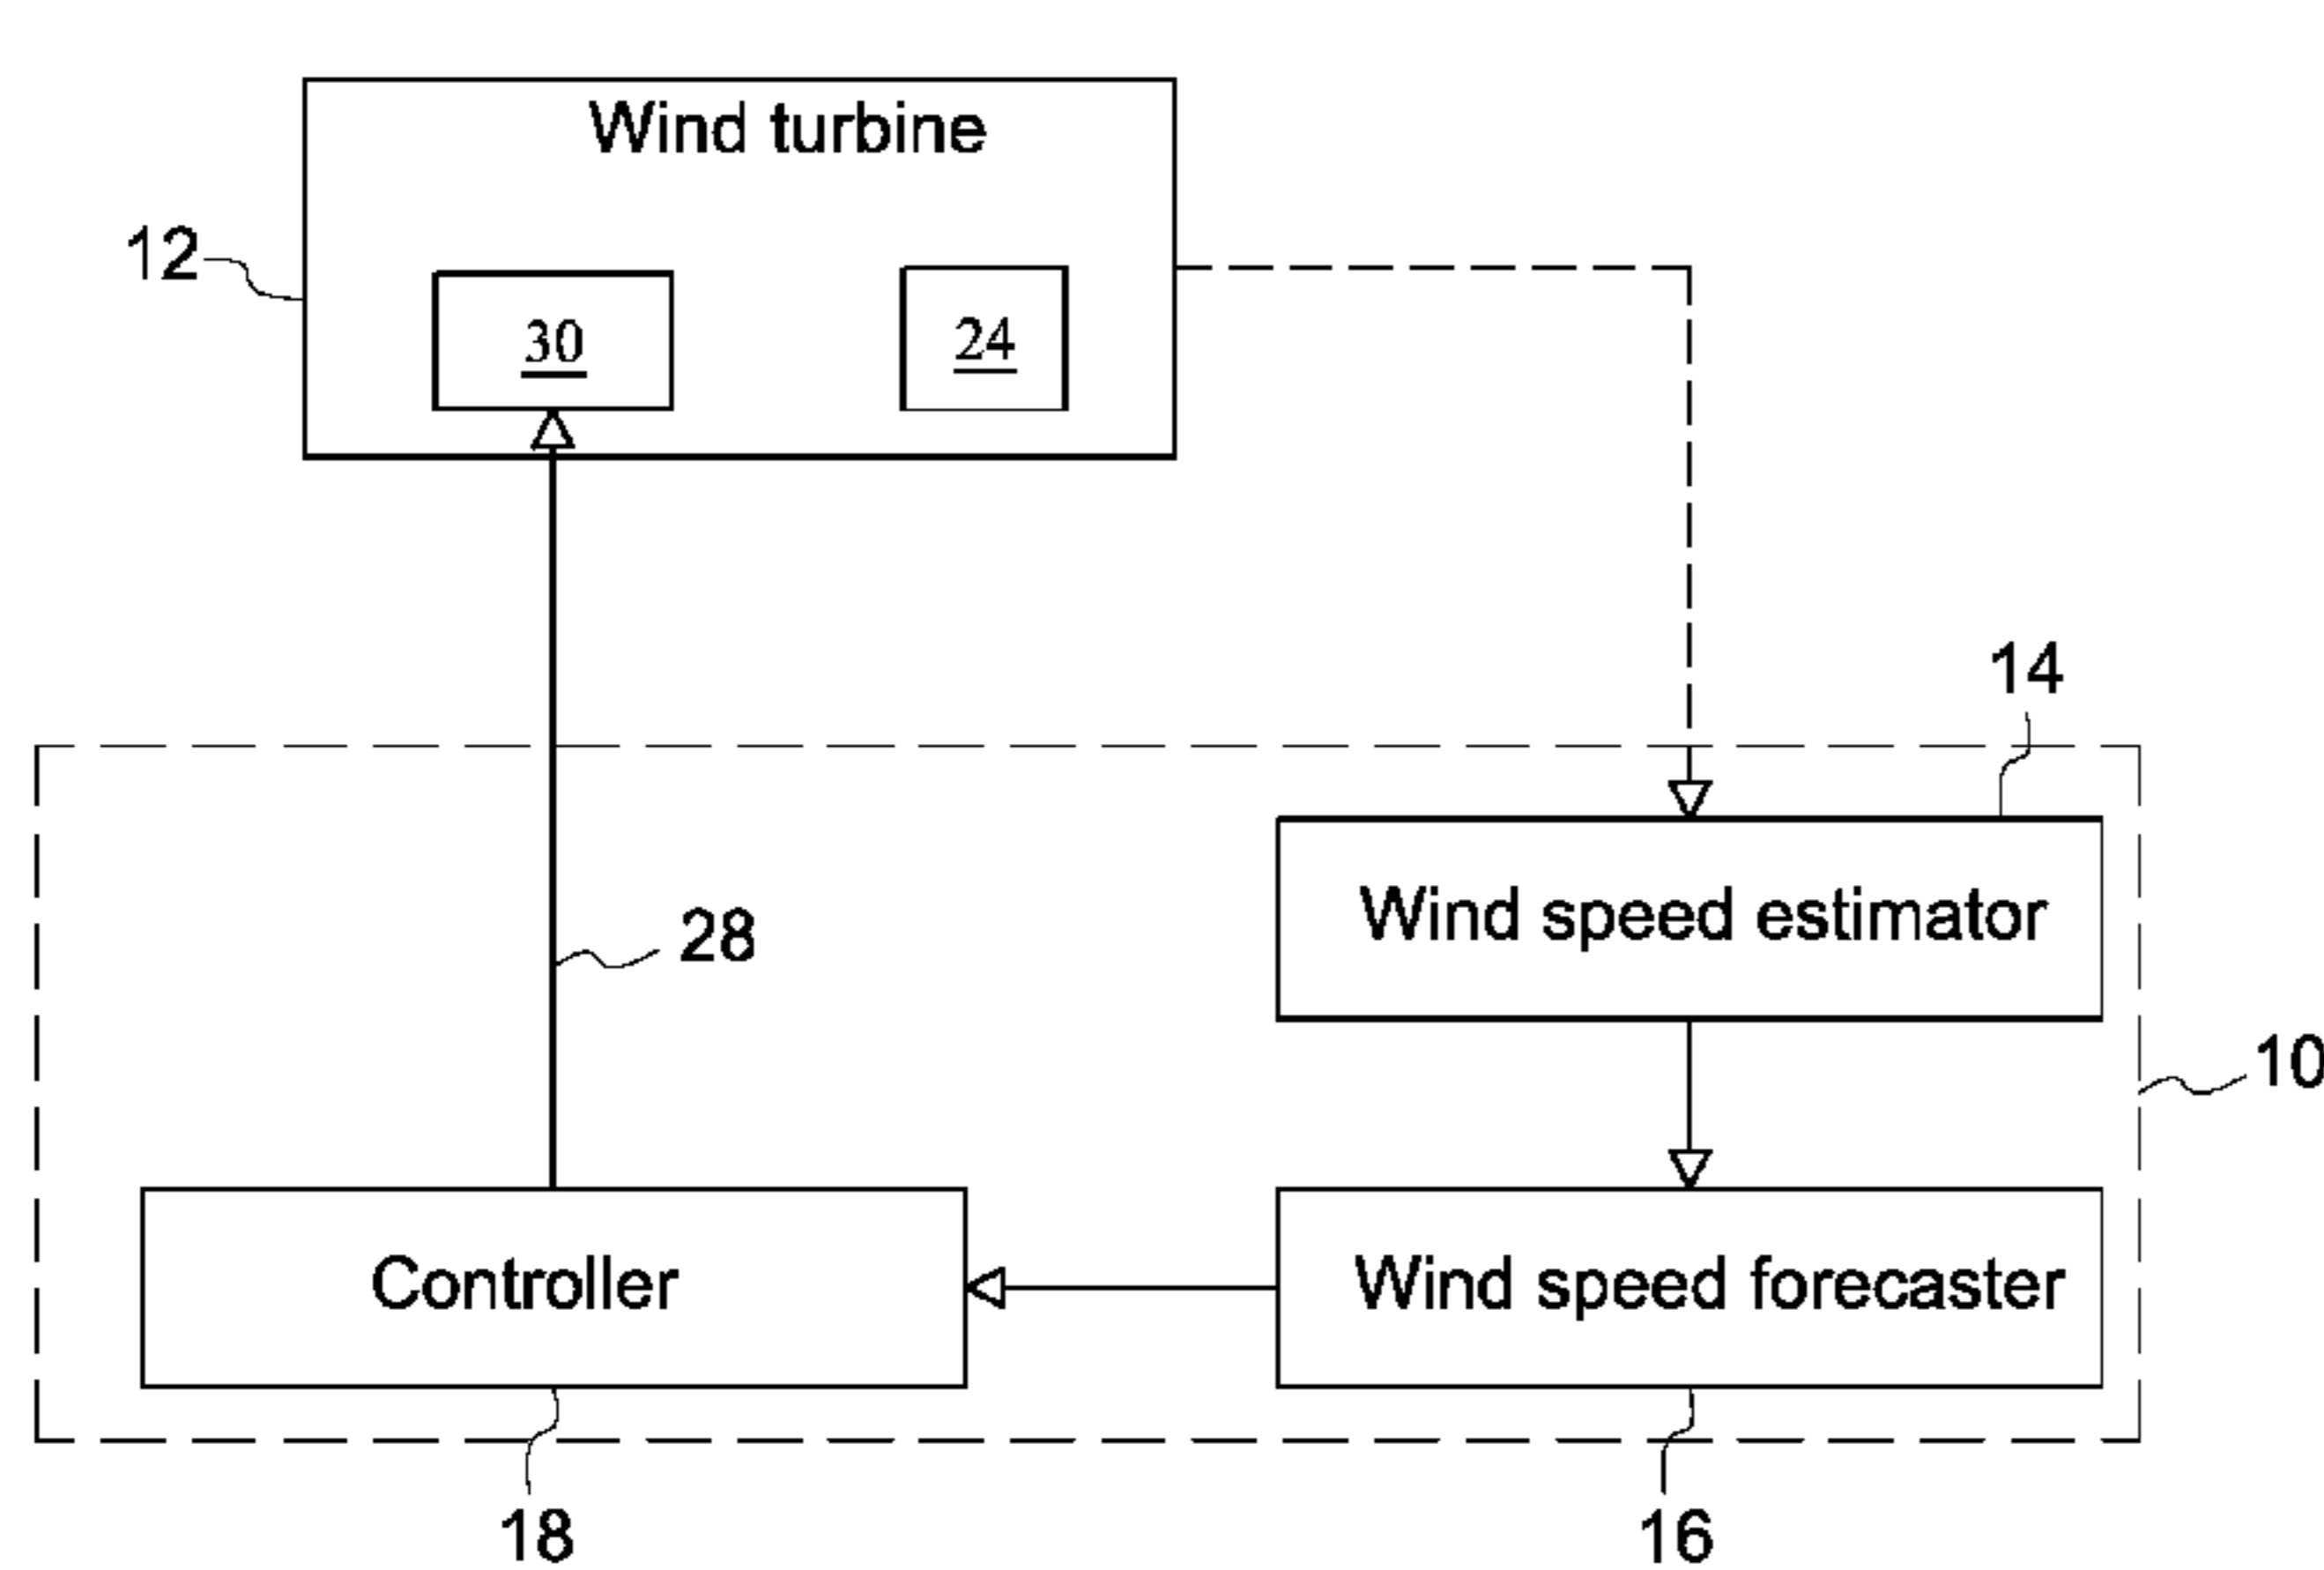 Wind turbine
12
30
24
14
Wind speed estimator
28
10
Controller
Wind speed forecaster
18
16